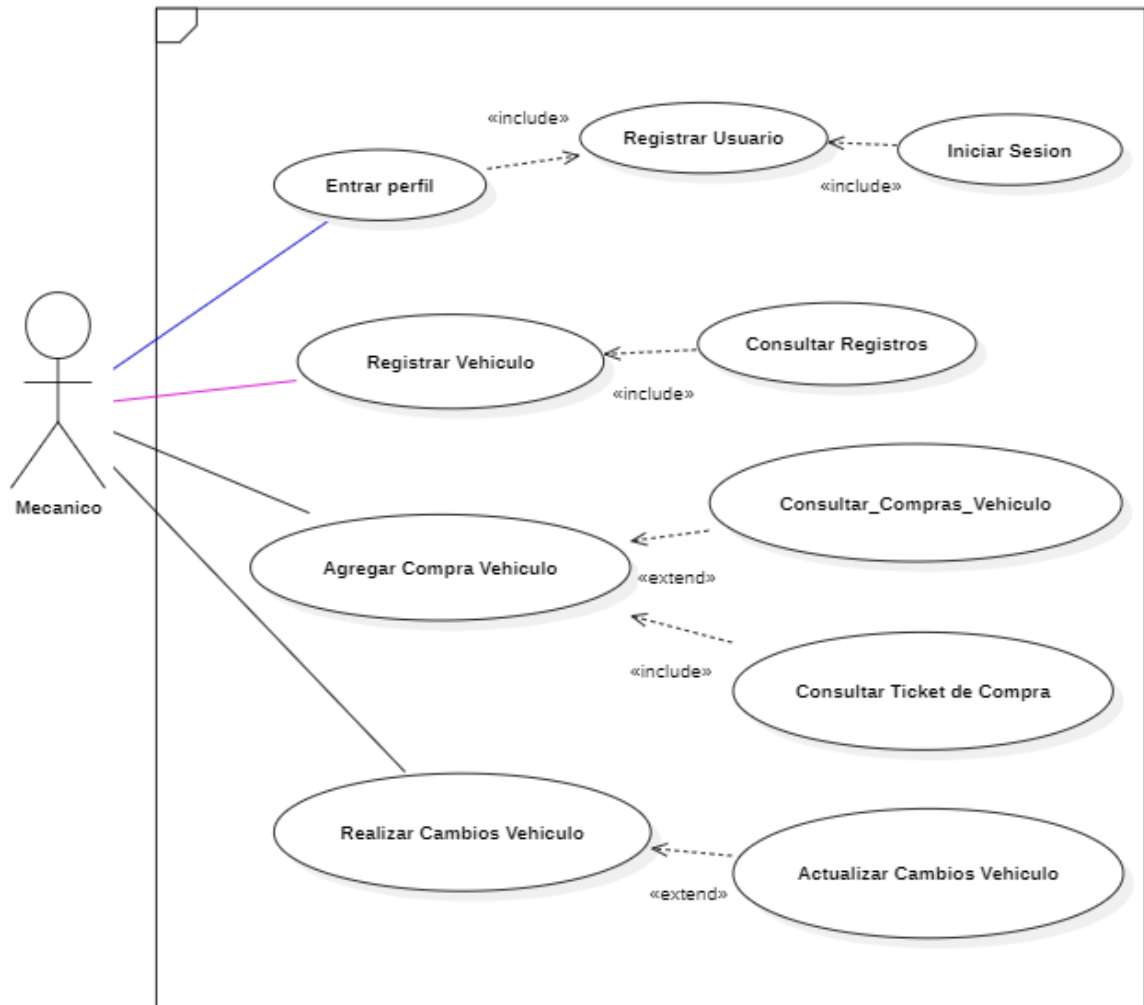 «include»
Registrar Usuario
Iniciar Sesion
Entrar perfil
«include»
Consultar Registros
Registrar Vehiculo
«include»
Mecanico
Consultar_Compras_Vehiculo
Agregar Compra Vehiculo
«extend»
«include»
Consultar Ticket de Compra
Realizar Cambios Vehiculo
Actualizar Cambios Vehiculo
«extend»